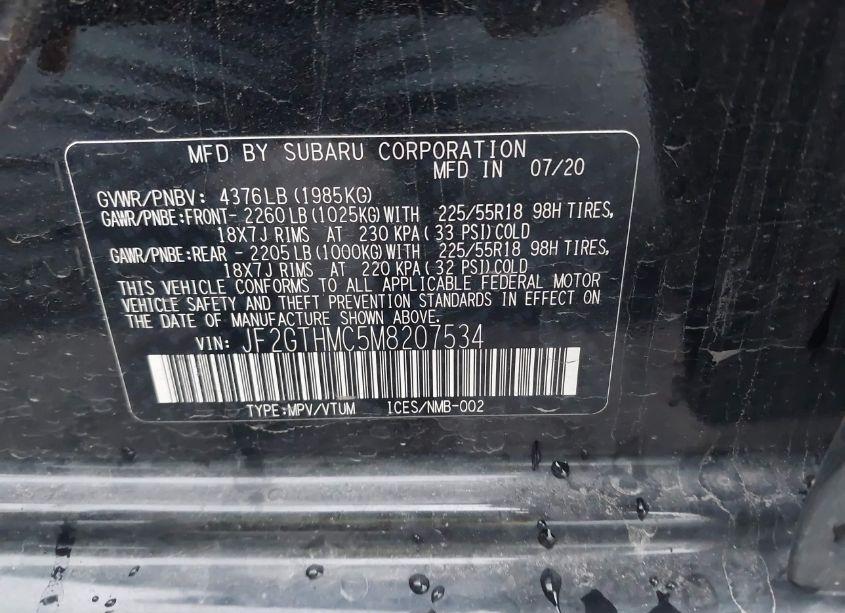 MFD BY SUBARU CORPORATION
MFD IN 07/20
GVWR/PNBV: 4376LB (1985KG)
GAWR/PNBE:FRONT- 2260 LB (1025KG) WITH 225/55R18 98H TIRES,
18X7J RIMS AT 230 KPA ( 33 PSI) COLD
GAWR/PNBE:REAR - 2205 LB (1000KG) WITH 225/55R18 98H TIRES,
18X7J RIMS AT 220 KPA ( 32 PSI) COLD
THIS VEHICLE CONFORMS TO ALL APPLICABLE FEDERAL MOTOR
VEHICLE SAFETY AND THEFT PREVENTION STANDARDS IN EFFECT ON
THE DATE OF MANUFACTURE SHOWN ABOVE.
VIN: JF2GTHMC5M8207534
TYPE:MPV/VTUM ICES/NMB-002